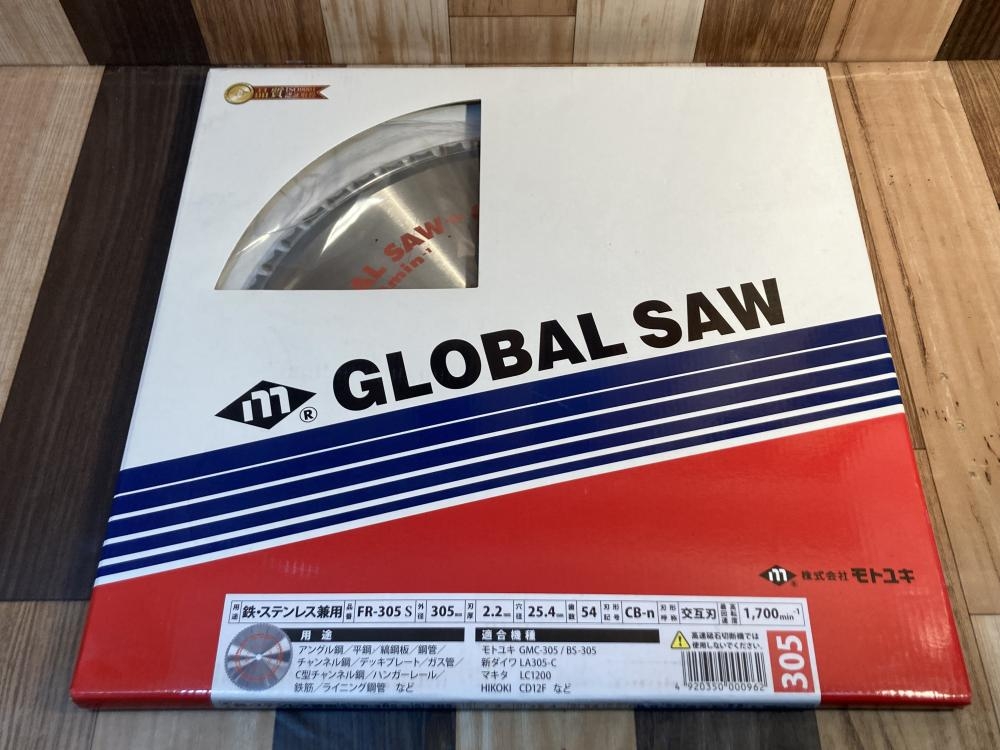 AL SAW
min⁻¹
GLOBAL SAW
m ®
株式会社 モトユキ
用途 鉄・ステンレス兼用 品番 FR-305 S 外径 305mm 刃厚 2.2mm 穴径 25.4mm 歯数 54 刃形記号 CB-n 刃形呼称 交互刃 最高回転速度 1,700min⁻¹
用 途
アングル鋼/平鋼/縞鋼板/鋼管/
チャンネル鋼/デッキプレート/ガス管/
C型チャンネル鋼/ハンガーレール/
鉄筋/ライニング鋼管 など
適合機種
モトユキ GMC-305 / BS-305
新ダイワ LA305-C
マキタ LC1200
HIKOKI CD12F など
高速砥石切断機では
使用しないでください。
4 920350 000962
305